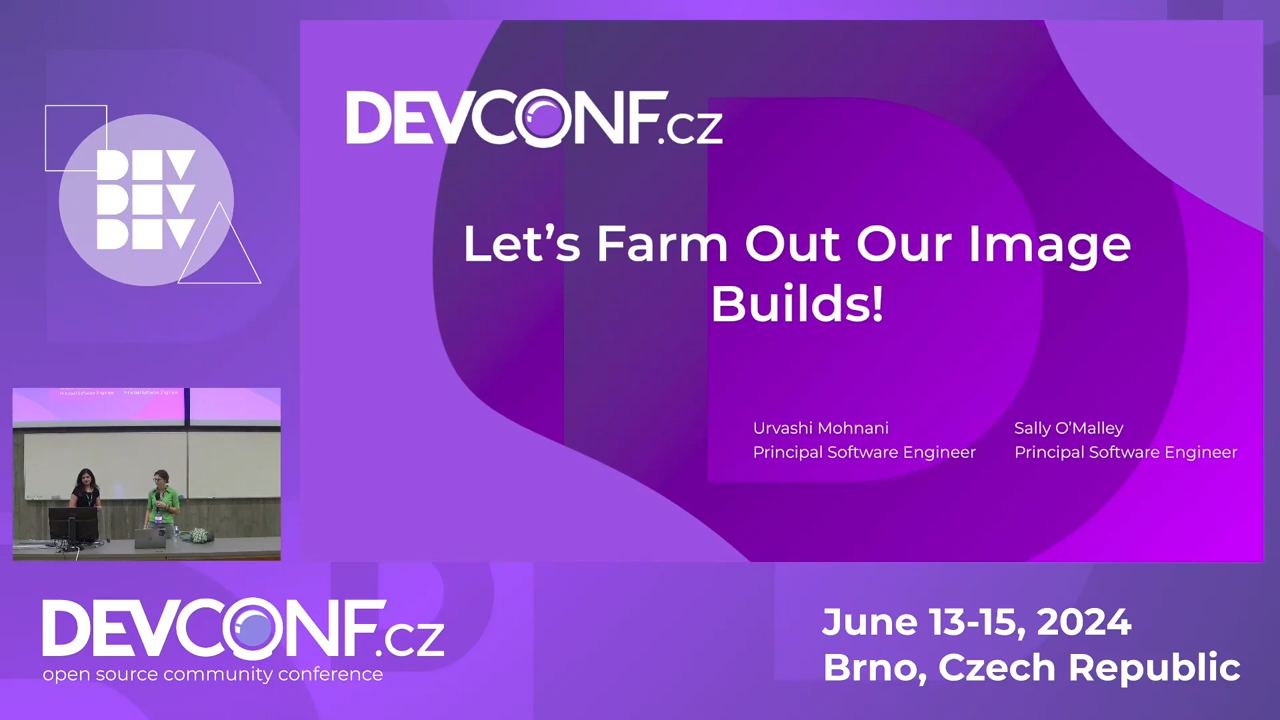 DEV
DEV
DEV
DEVCONF.cz
Let’s Farm Out Our Image
Builds!
Urvashi Mohnani
Principal Software Engineer
Sally O’Malley
Principal Software Engineer
DEVCONF.cz
open source community conference
June 13-15, 2024
Brno, Czech Republic